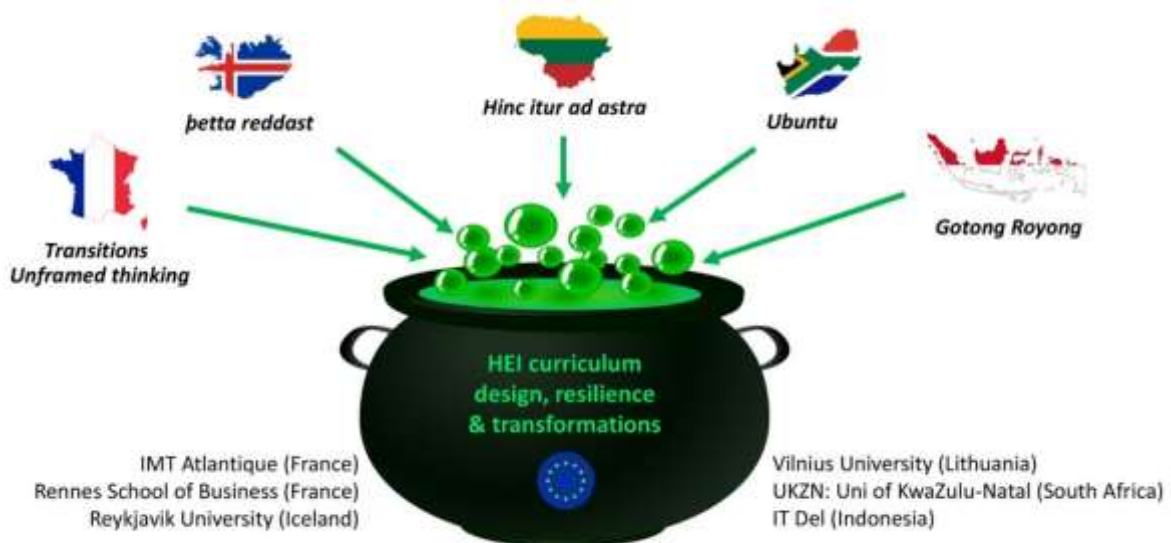 þetta reddast
Hinc itur ad astra
Ubuntu
Transitions
Unframed thinking
Gotong Royong
HEI curriculum
design, resilience
& transformations
IMT Atlantique (France)
Rennes School of Business (France)
Reykjavik University (Iceland)
Vilnius University (Lithuania)
UKZN: Uni of KwaZulu-Natal (South Africa)
IT Del (Indonesia)